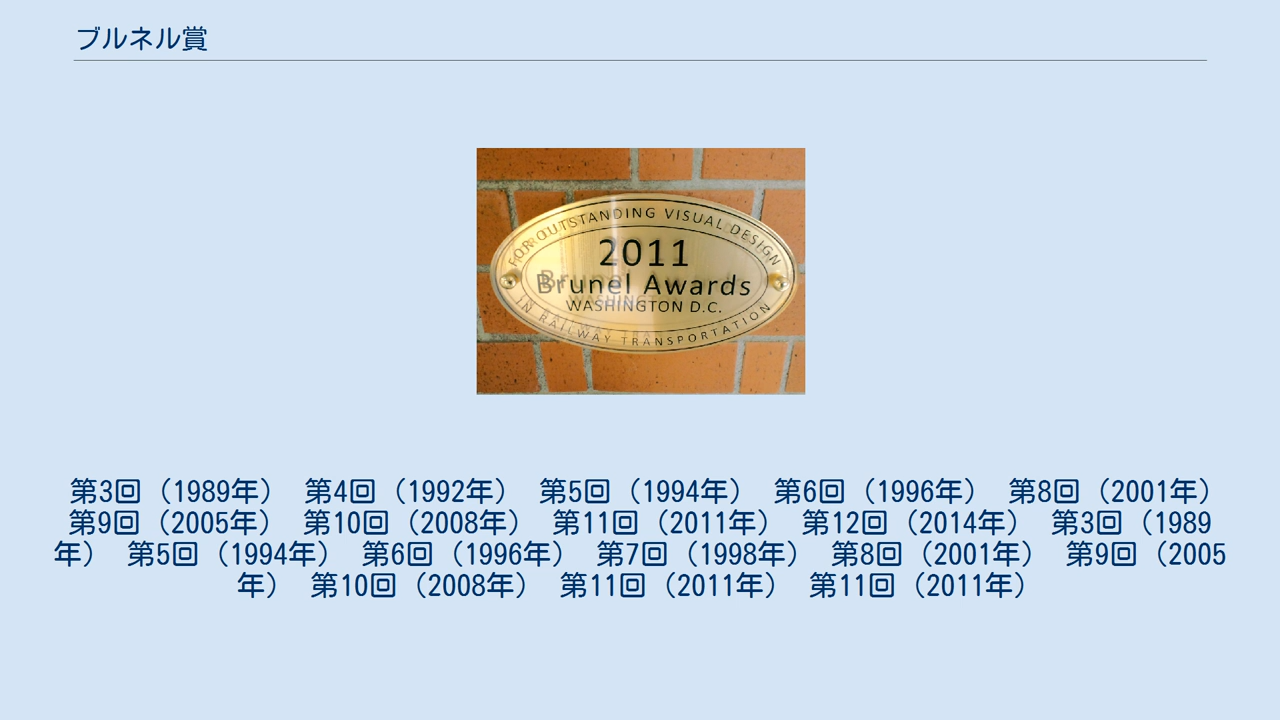 ブルネル賞
FOR OUTSTANDING VISUAL DESIGN
2011
Brunel Awards
WASHINGTON D.C.
IN RAILWAY TRANSPORTATION
第3回（1989年） 第4回（1992年） 第5回（1994年） 第6回（1996年） 第8回（2001年）
第9回（2005年） 第10回（2008年） 第11回（2011年） 第12回（2014年） 第3回（1989
年） 第5回（1994年） 第6回（1996年） 第7回（1998年） 第8回（2001年） 第9回（2005
年） 第10回（2008年） 第11回（2011年） 第11回（2011年）